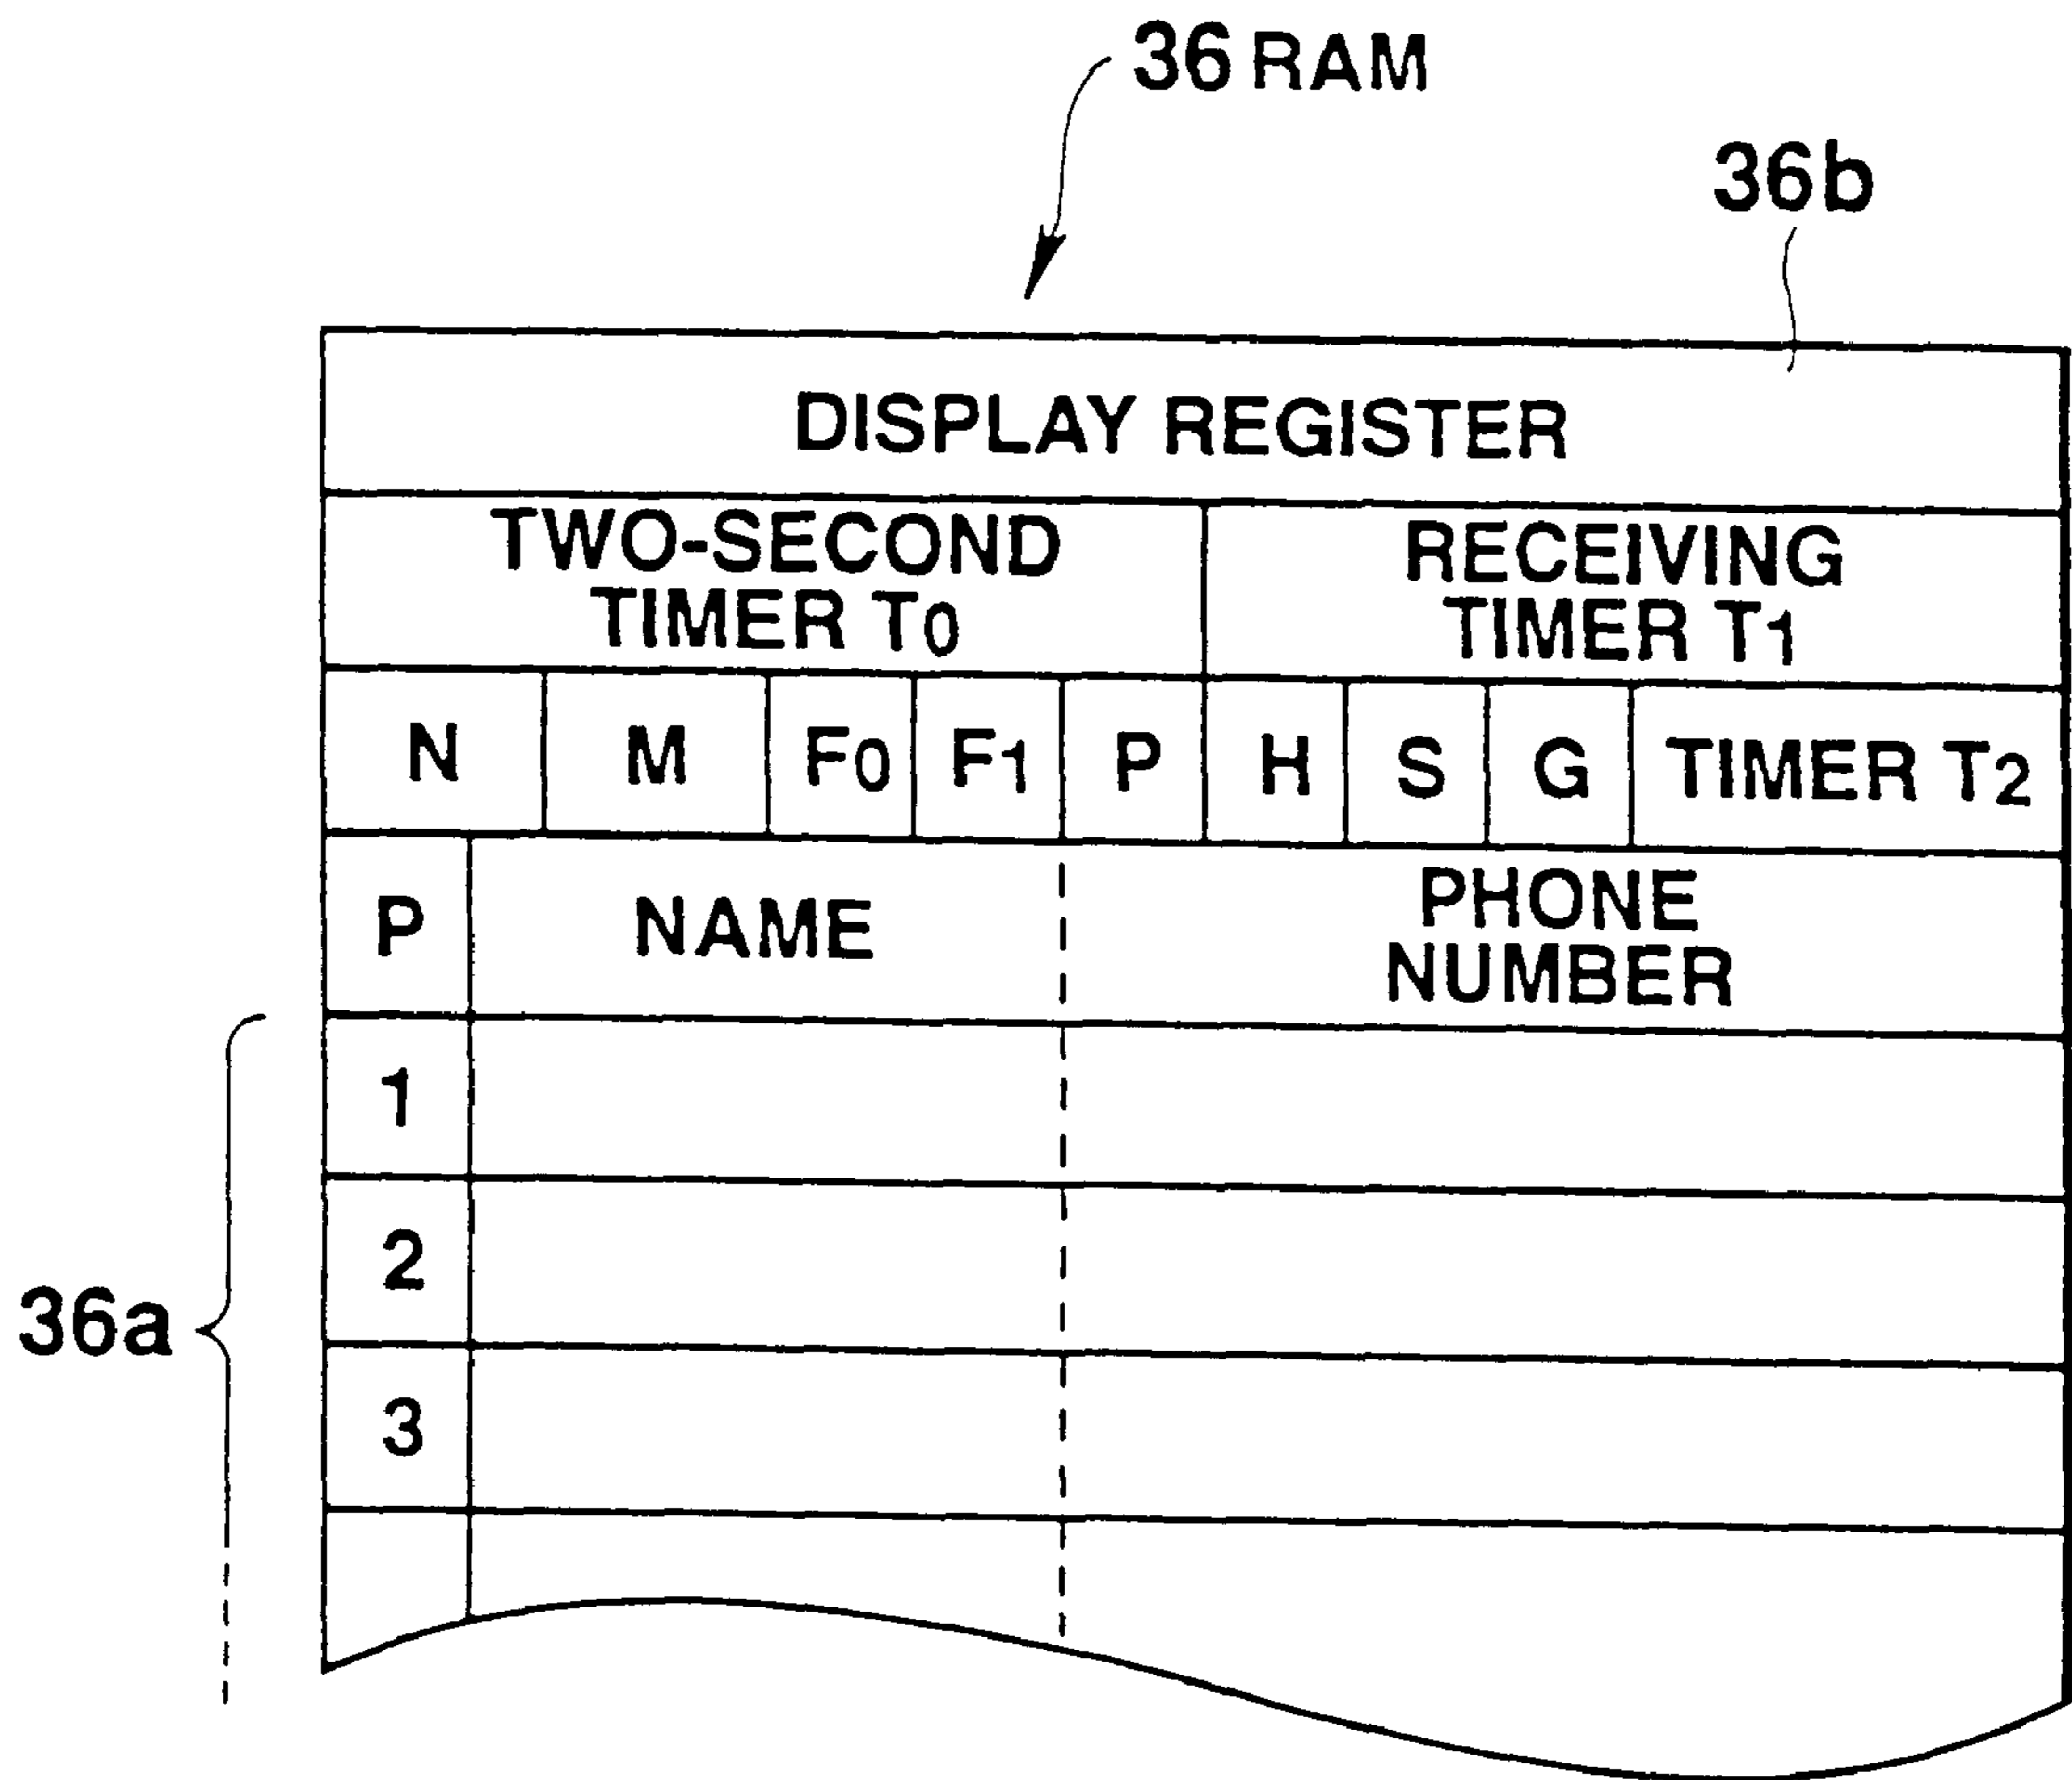 36 RAM
36b
DISPLAY REGISTER
TWO-SECOND
TIMER T0
RECEIVING
TIMER T1
N M F0 F1 P H S G TIMER T2
P NAME PHONE
NUMBER
1
2
3
36a